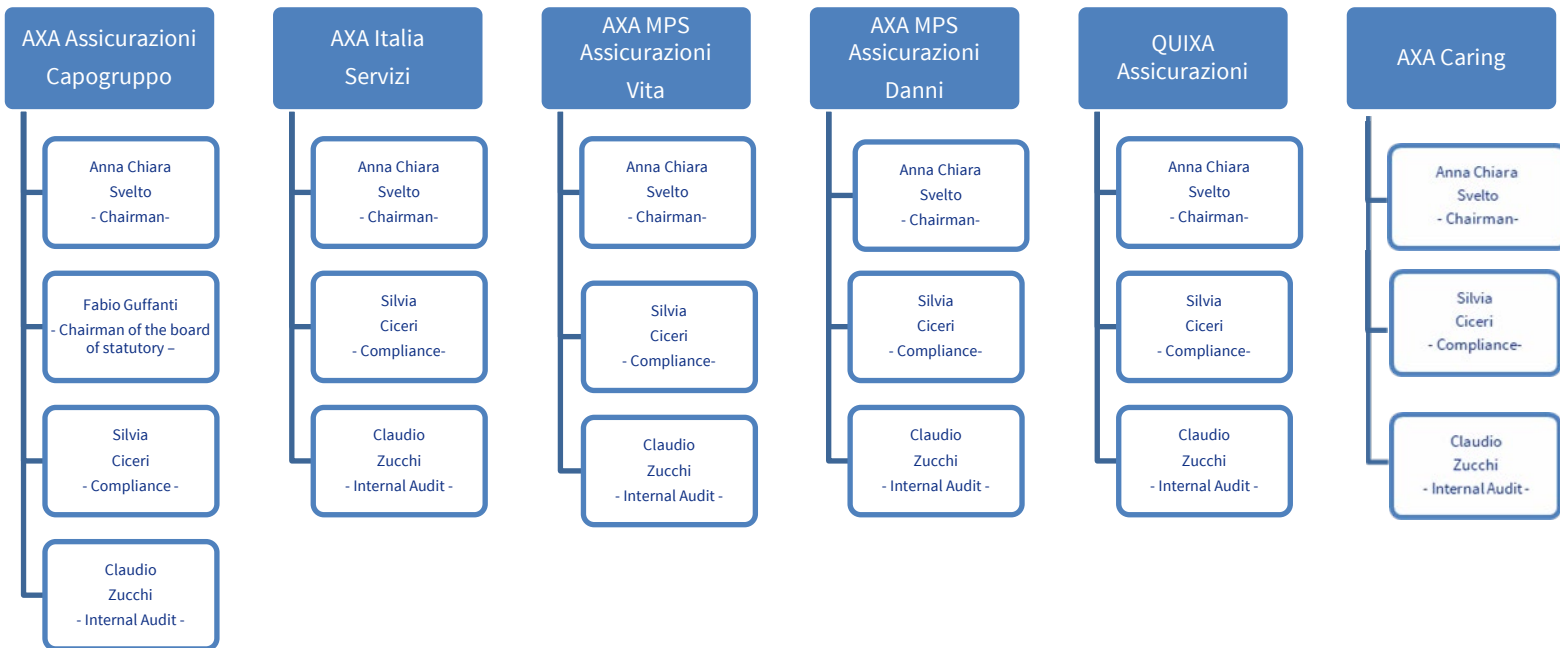 AXA Assicurazioni
Capogruppo
Anna Chiara
Svelto
- Chairman-
Fabio Guffanti
- Chairman of the board
of statutory –
Silvia
Ciceri
- Compliance -
Claudio
Zucchi
- Internal Audit -
AXA Italia
Servizi
Anna Chiara
Svelto
- Chairman-
Silvia
Ciceri
- Compliance-
Claudio
Zucchi
- Internal Audit -
AXA MPS
Assicurazioni
Vita
Anna Chiara
Svelto
- Chairman-
Silvia
Ciceri
- Compliance-
Claudio
Zucchi
- Internal Audit -
AXA MPS
Assicurazioni
Danni
Anna Chiara
Svelto
- Chairman-
Silvia
Ciceri
- Compliance-
Claudio
Zucchi
- Internal Audit -
QUIXA
Assicurazioni
Anna Chiara
Svelto
- Chairman-
Silvia
Ciceri
- Compliance-
Claudio
Zucchi
- Internal Audit -
AXA Caring
Anna Chiara
Svelto
- Chairman-
Silvia
Ciceri
- Compliance-
Claudio
Zucchi
- Internal Audit -